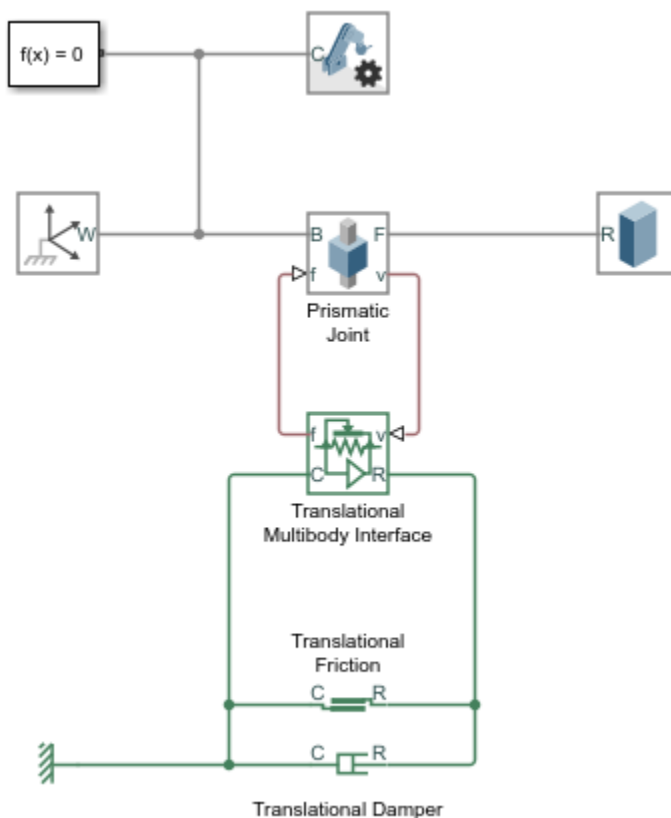 f(x) = 0
C
W
B F
f v
R
Prismatic
Joint
f v
C R
Translational
Multibody Interface
Translational
Friction
C R
C R
Translational Damper